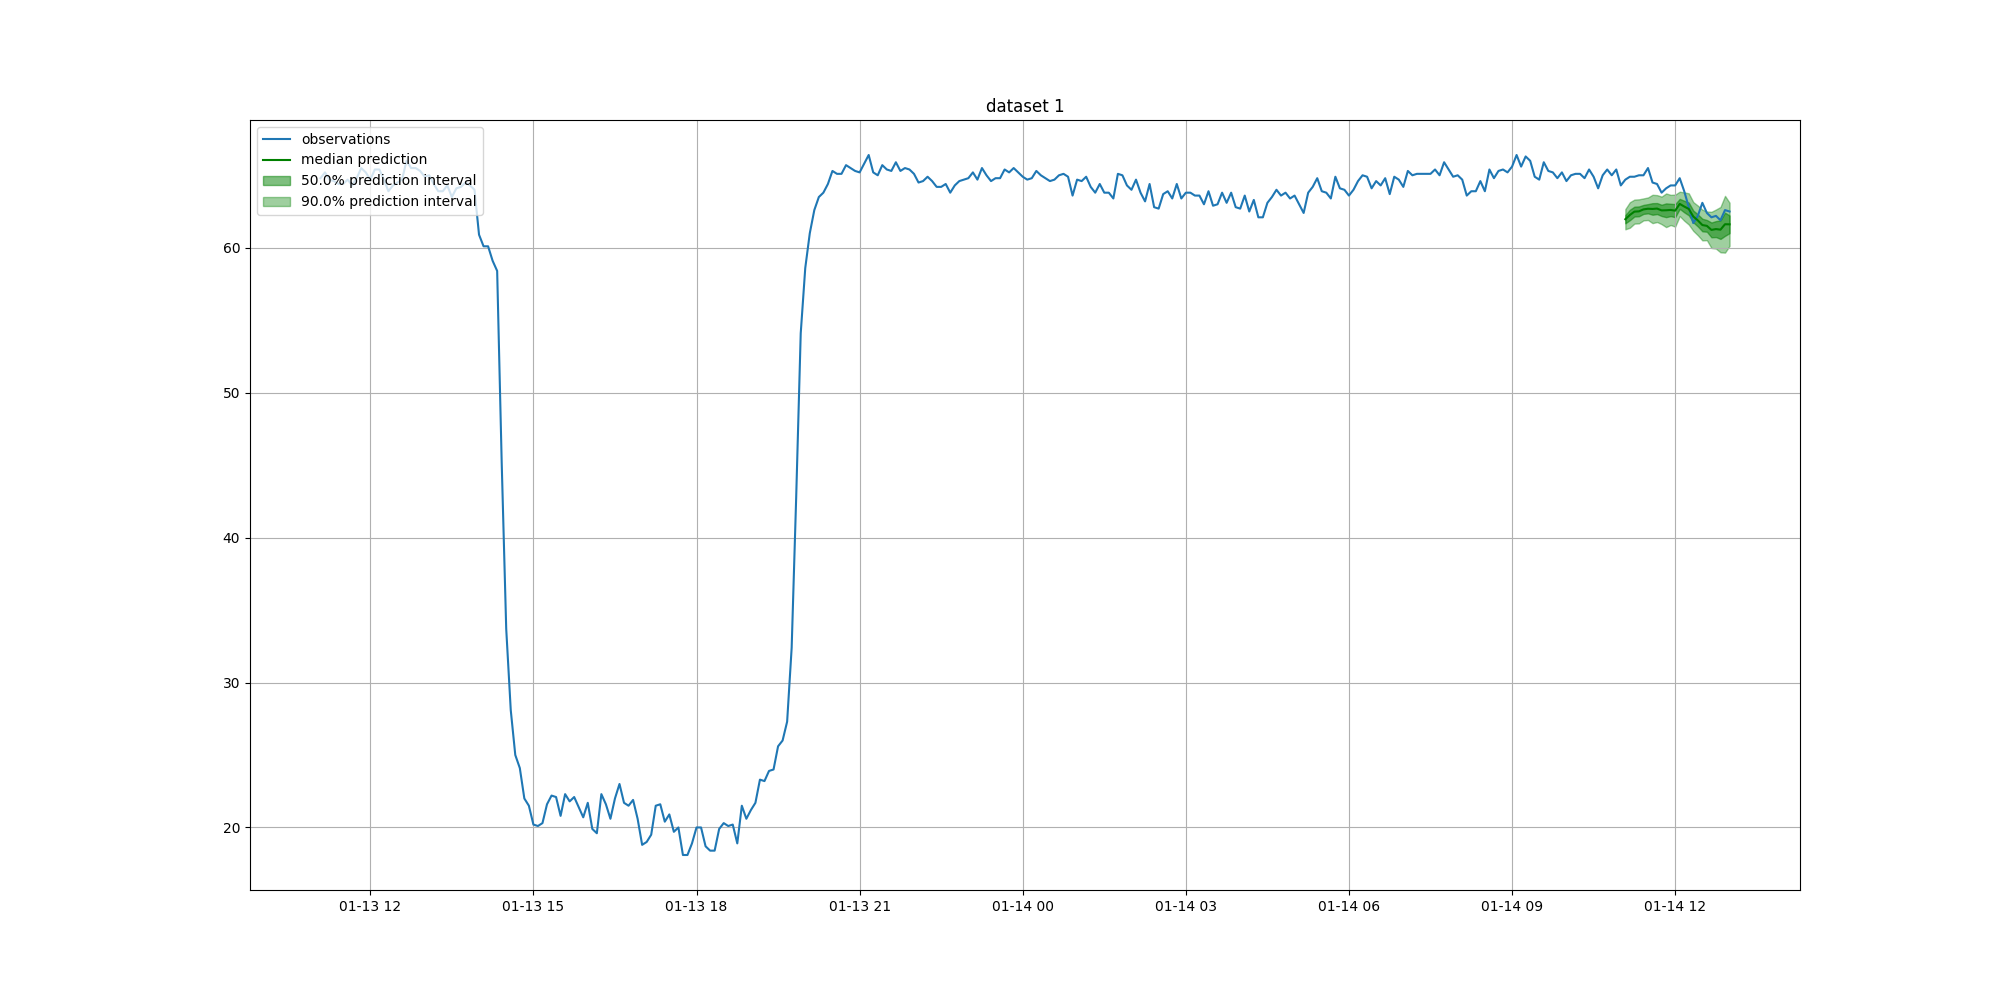 dataset 1
observations
median prediction
50.0% prediction interval
90.0% prediction interval
60
50
40
30
20
01-13 12
01-13 15
01-13 18
01-13 21
01-14 00
01-14 03
01-14 06
01-14 09
01-14 12